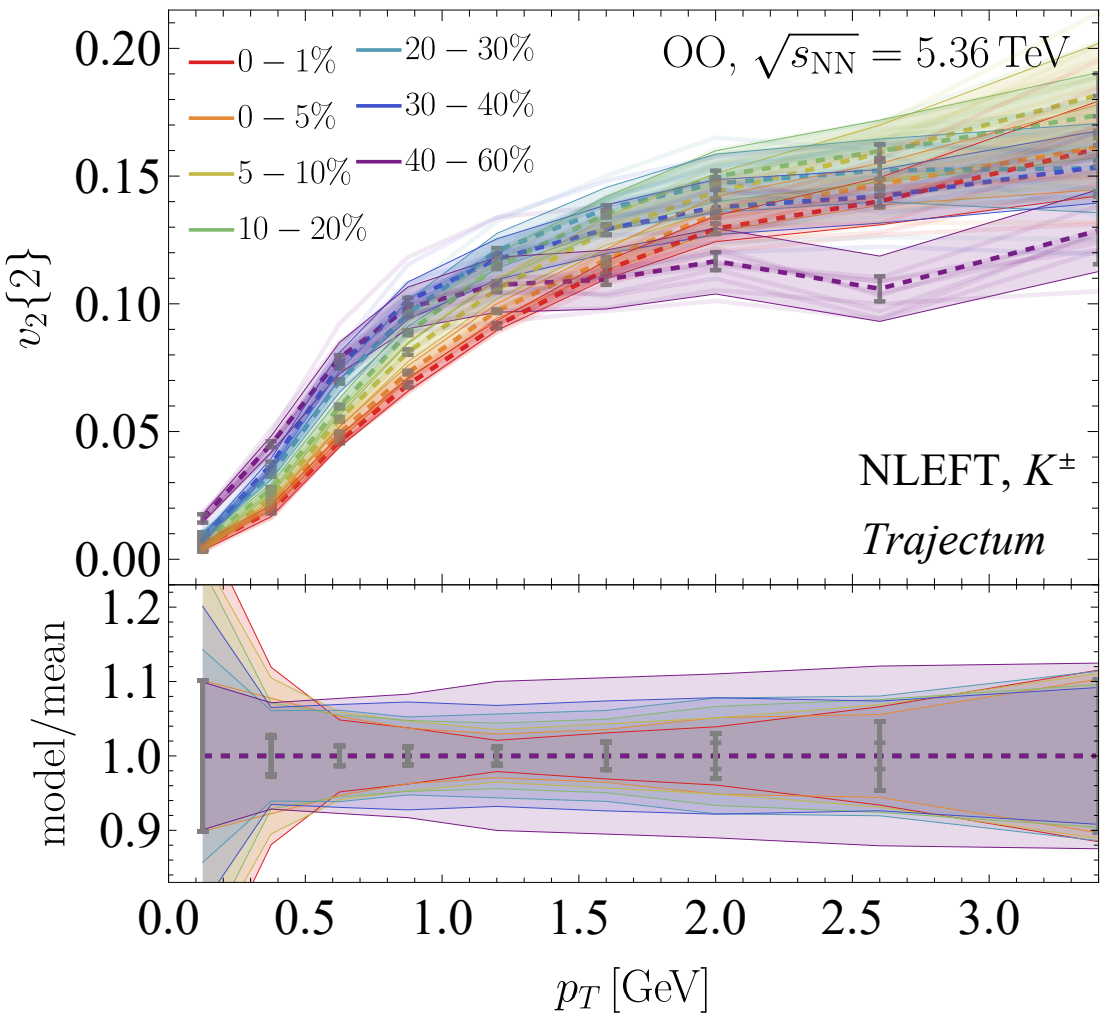 OO, √sNN = 5.36 TeV
0 – 1%
0 – 5%
5 – 10%
10 – 20%
20 – 30%
30 – 40%
40 – 60%
NLEFT, K±
Trajectum
v2{2}
0.20
0.15
0.10
0.05
0.00
model/mean
1.2
1.1
1.0
0.9
0.0 0.5 1.0 1.5 2.0 2.5 3.0
pT [GeV]